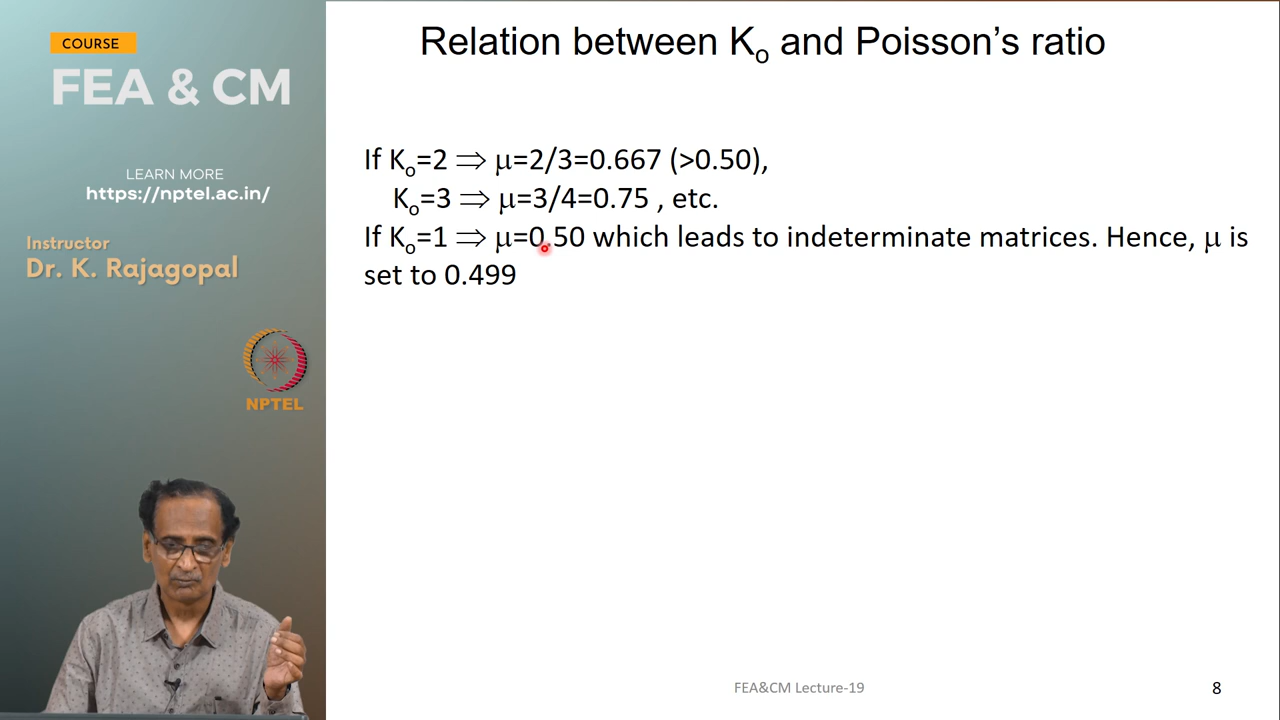 COURSE
FEA & CM
LEARN MORE
https://nptel.ac.in/
Instructor
Dr. K. Rajagopal
NPTEL
Relation between Ko and Poisson’s ratio
If Ko=2 ⇒ μ=2/3=0.667 (>0.50),
Ko=3 ⇒ μ=3/4=0.75 , etc.
If Ko=1 ⇒ μ=0.50 which leads to indeterminate matrices. Hence, μ is
set to 0.499
FEA&CM Lecture-19
8